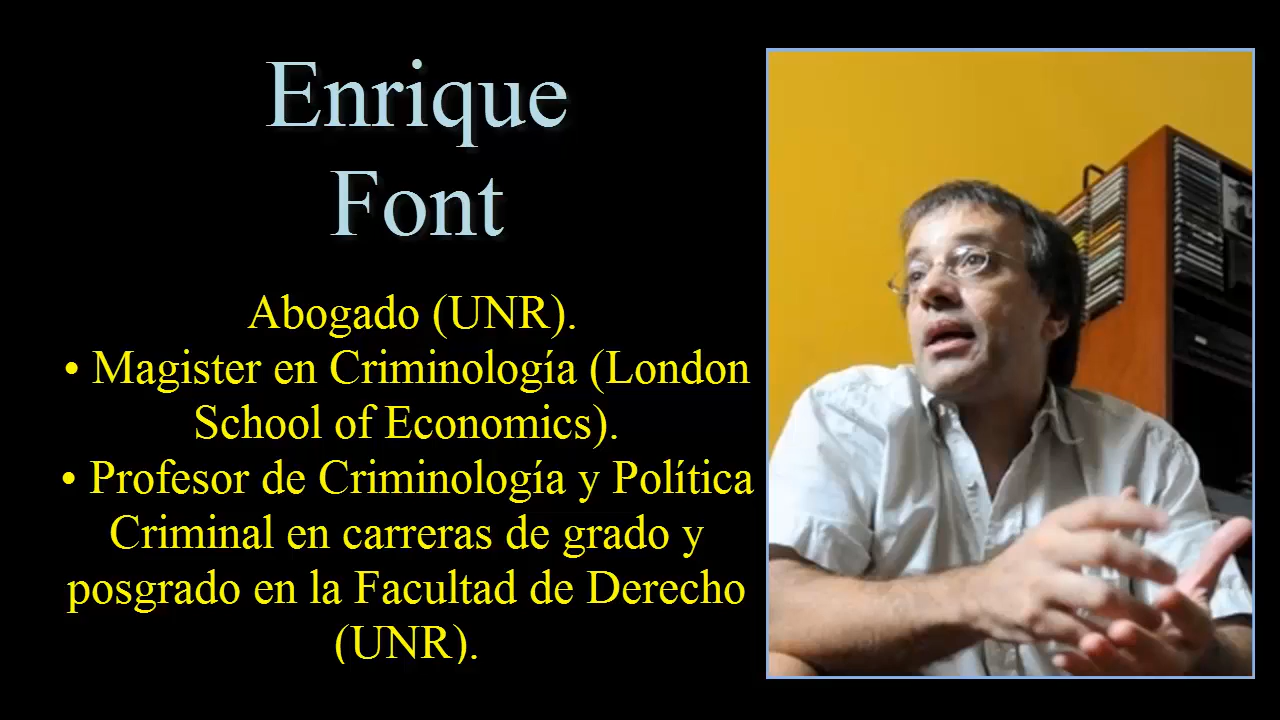 Enrique
Font
Abogado (UNR).
• Magister en Criminología (London
School of Economics).
• Profesor de Criminología y Política
Criminal en carreras de grado y
posgrado en la Facultad de Derecho
(UNR).